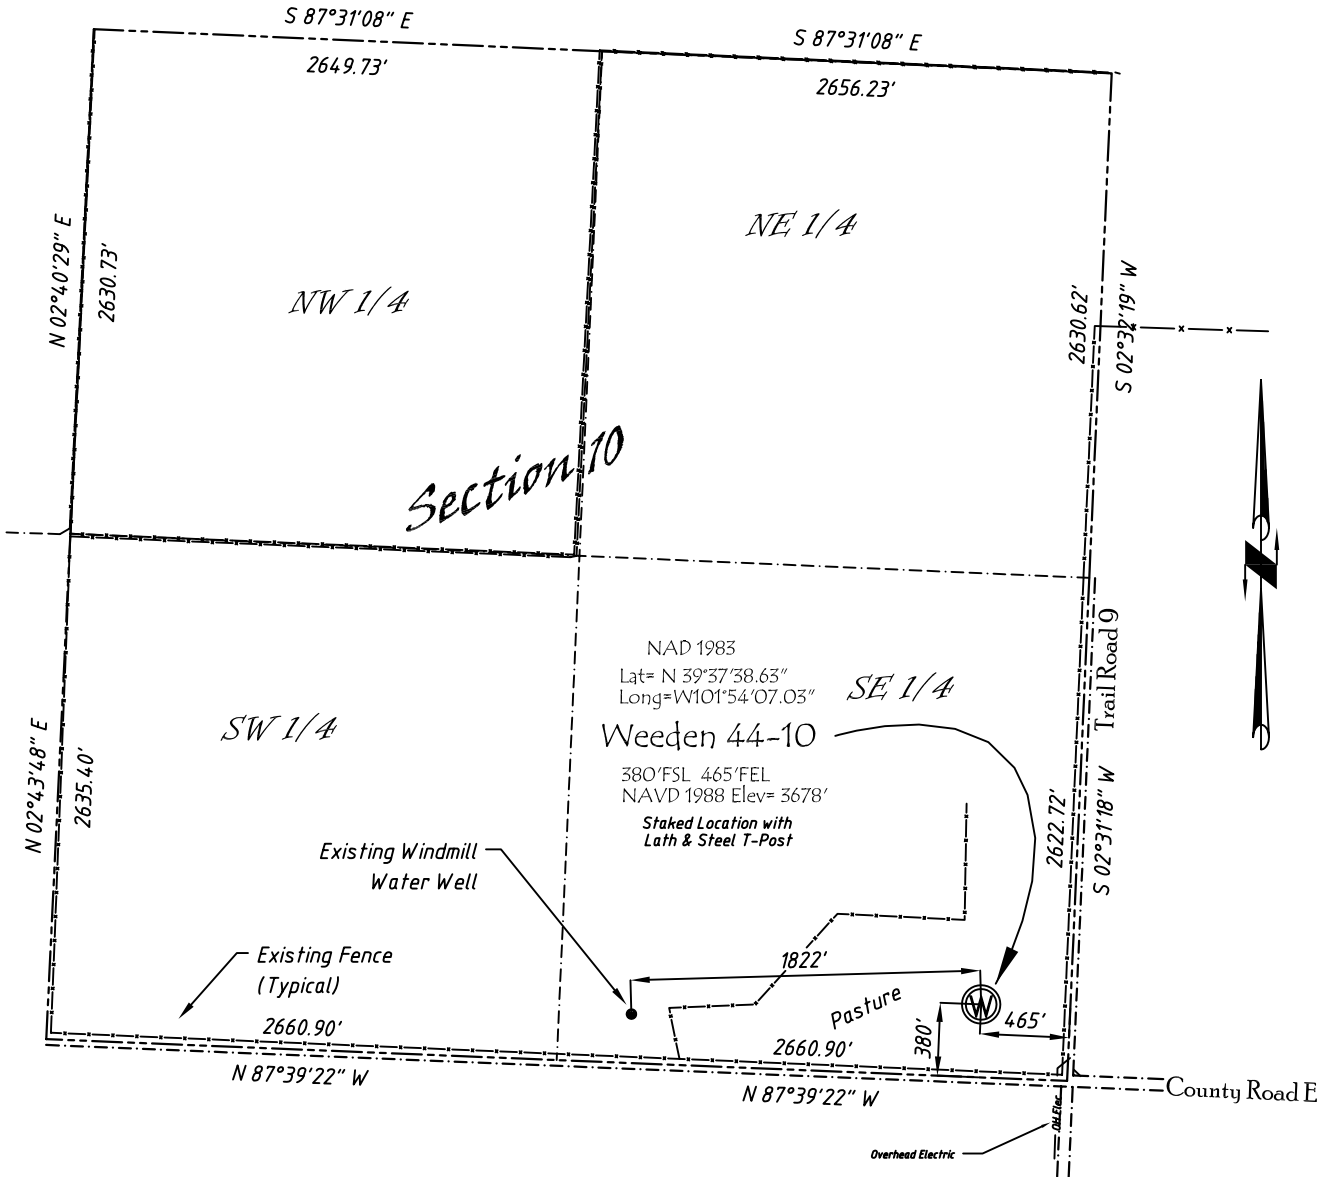 S 87°31'08" E
2649.73'
S 87°31'08" E
2656.23'
NE 1/4
NW 1/4
N 02°40'29" E
2630.73'
2630.62'
S 02°32'19" W
Section 10
NAD 1983
Lat= N 39°37'38.63"
Long=W101°54'07.03"
SE 1/4
SW 1/4
Weeden 44-10
380'FSL 465'FEL
NAVD 1988 Elev= 3678'
Staked Location with
Lath & Steel T-Post
Trail Road 9
N 02°43'48" E
2635.40'
2622.72'
S 02°31'18" W
Existing Windmill
Water Well
Existing Fence
(Typical)
1822'
Pasture
W
465'
380'
2660.90'
2660.90'
N 87°39'22" W
N 87°39'22" W
County Road E
OH Elec
Overhead Electric